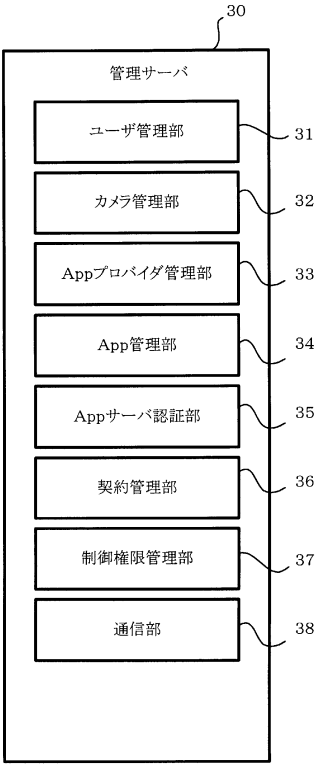 30
管理サーバ
ユーザ管理部
31
カメラ管理部
32
Appプロバイダ管理部
33
App管理部
34
Appサーバ認証部
35
契約管理部
36
制御権限管理部
37
通信部
38